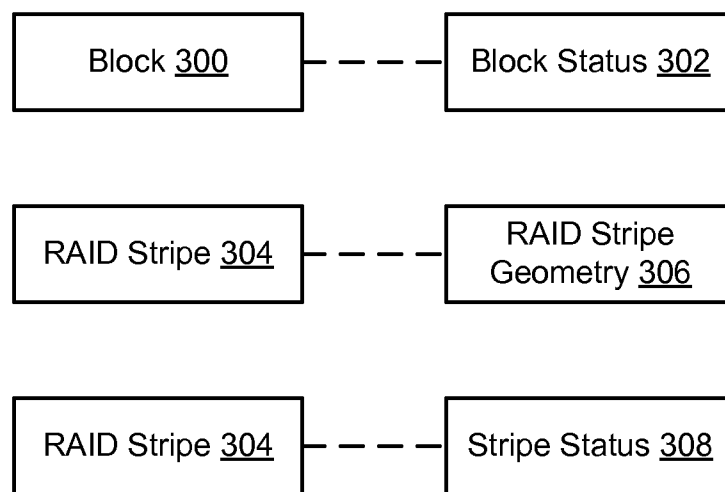 Block 300
Block Status 302
RAID Stripe 304
RAID Stripe
Geometry 306
RAID Stripe 304
Stripe Status 308